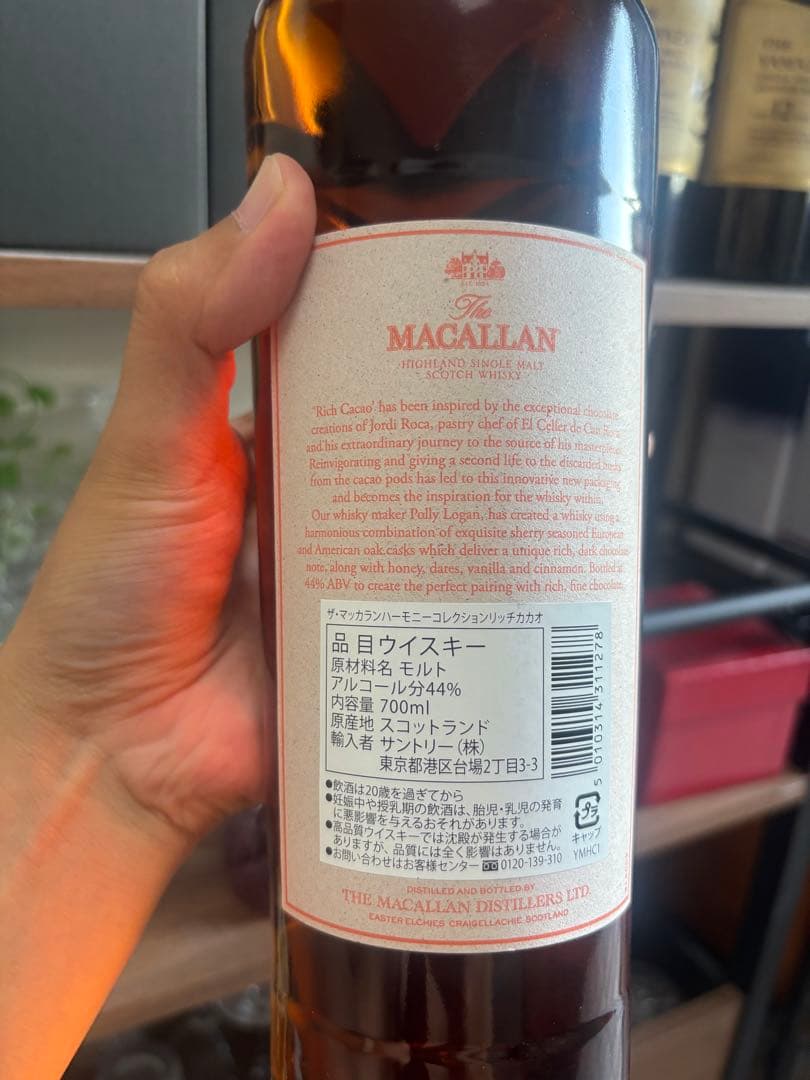 The
MACALLAN
HIGHLAND SINGLE MALT
SCOTCH WHISKY
'Rich Cacao' has been inspired by the exceptional chocolate
creations of Jordi Roca, pastry chef of El Celler de Can Roca
and his extraordinary journey to the source of his masterpieces.
Reinvigorating and giving a second life to the discarded husks
from the cacao pods has led to this innovative new packaging
and becomes the inspiration for the whisky within.
Our whisky maker Polly Logan, has created a whisky using a
harmonious combination of exquisite sherry seasoned European
and American oak casks which deliver a unique rich, dark chocolate
note, along with honey, dates, vanilla and cinnamon. Bottled at
44% ABV to create the perfect pairing with rich, fine chocolate.
ザ・マッカランハーモニーコレクションリッチカカオ
品目ウイスキー
原材料名 モルト
アルコール分44%
内容量 700ml
原産地 スコットランド
輸入者 サントリー(株)
東京都港区台場2丁目3-3
5 010314 311278
●飲酒は20歳を過ぎてから
●妊娠中や授乳期の飲酒は、胎児・乳児の発育
に悪影響を与えるおそれがあります。
●高品質ウイスキーでは沈殿が発生する場合が
ありますが、品質には全く影響はありません。
●お問い合わせはお客様センター 0120-139-310
プラ
キャップ
YMHC1
DISTILLED AND BOTTLED BY
THE MACALLAN DISTILLERS LTD.
EASTER ELCHIES CRAIGELLACHIE SCOTLAND
THE